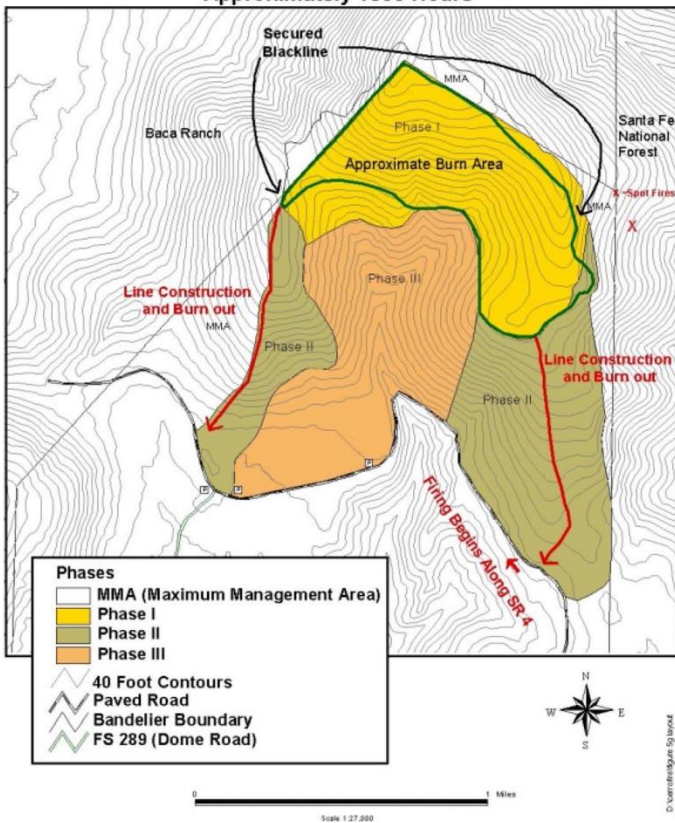 Secured
Blackline
MMA
Baca Ranch
Phase I
Santa Fe
National
Forest
Approximate Burn Area
X -Spot Fires
MMA
X
Phase III
Line Construction
and Burn out
MMA
Phase II
Line Construction
and Burn out
Phase II
P
P
P
Firing Begins Along SR 4
Phases
MMA (Maximum Management Area)
Phase I
Phase II
Phase III
40 Foot Contours
Paved Road
Bandelier Boundary
FS 289 (Dome Road)
N
W
E
S
0
1 Miles
Scale 1:27,000